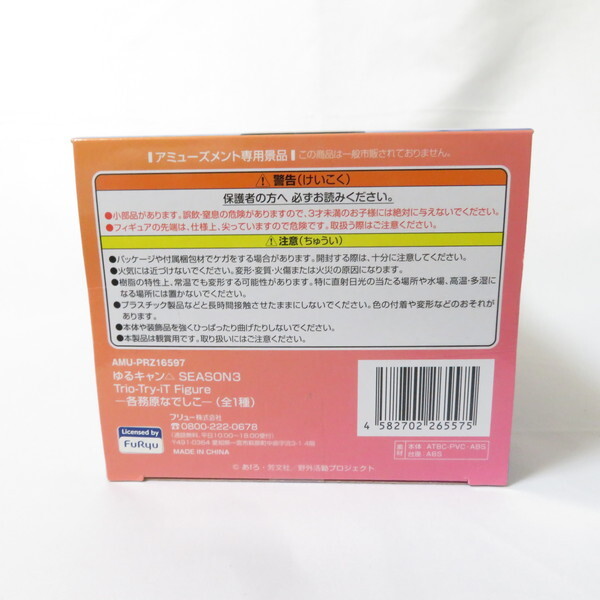 アミューズメント専用景品 この商品は一般市販されておりません。
警告(けいこく)
保護者の方へ 必ずお読みください。
●小部品があります。誤飲・窒息の危険がありますので、3才未満のお子様には絶対に与えないでください。
●フィギュアの先端は、仕様上、尖っていますので危険です。取扱う際はご注意ください。
注意(ちゅうい)
●パッケージや付属梱包材でケガをする場合があります。開封する際は、十分に注意してください。
●火気には近づけないでください。変形・変質・火傷または火災の原因になります。
●樹脂の特性上、常温でも変形する可能性があります。特に直射日光の当たる場所や水場、高温・多湿に
なる場所には置かないでください。
●プラスチック製品などと長時間接触させたままにしないでください。色の付着や変形などのおそれが
あります。
●本体や装飾品を強くひっぱったり曲げたりしないでください。
●本製品は観賞用です。取り扱いにはご注意ください。
AMU-PRZ16597
ゆるキャン△ SEASON3
Trio-Try-iT Figure
―各務原なでしこ―(全1種)
Licensed by
FuRyu
フリュー株式会社
0800-222-0678
MADE IN CHINA
4 582702 265575
素材 本体 ATBC-PVC・ABS
台座 ABS
© あfろ・芳文社/野外活動プロジェクト